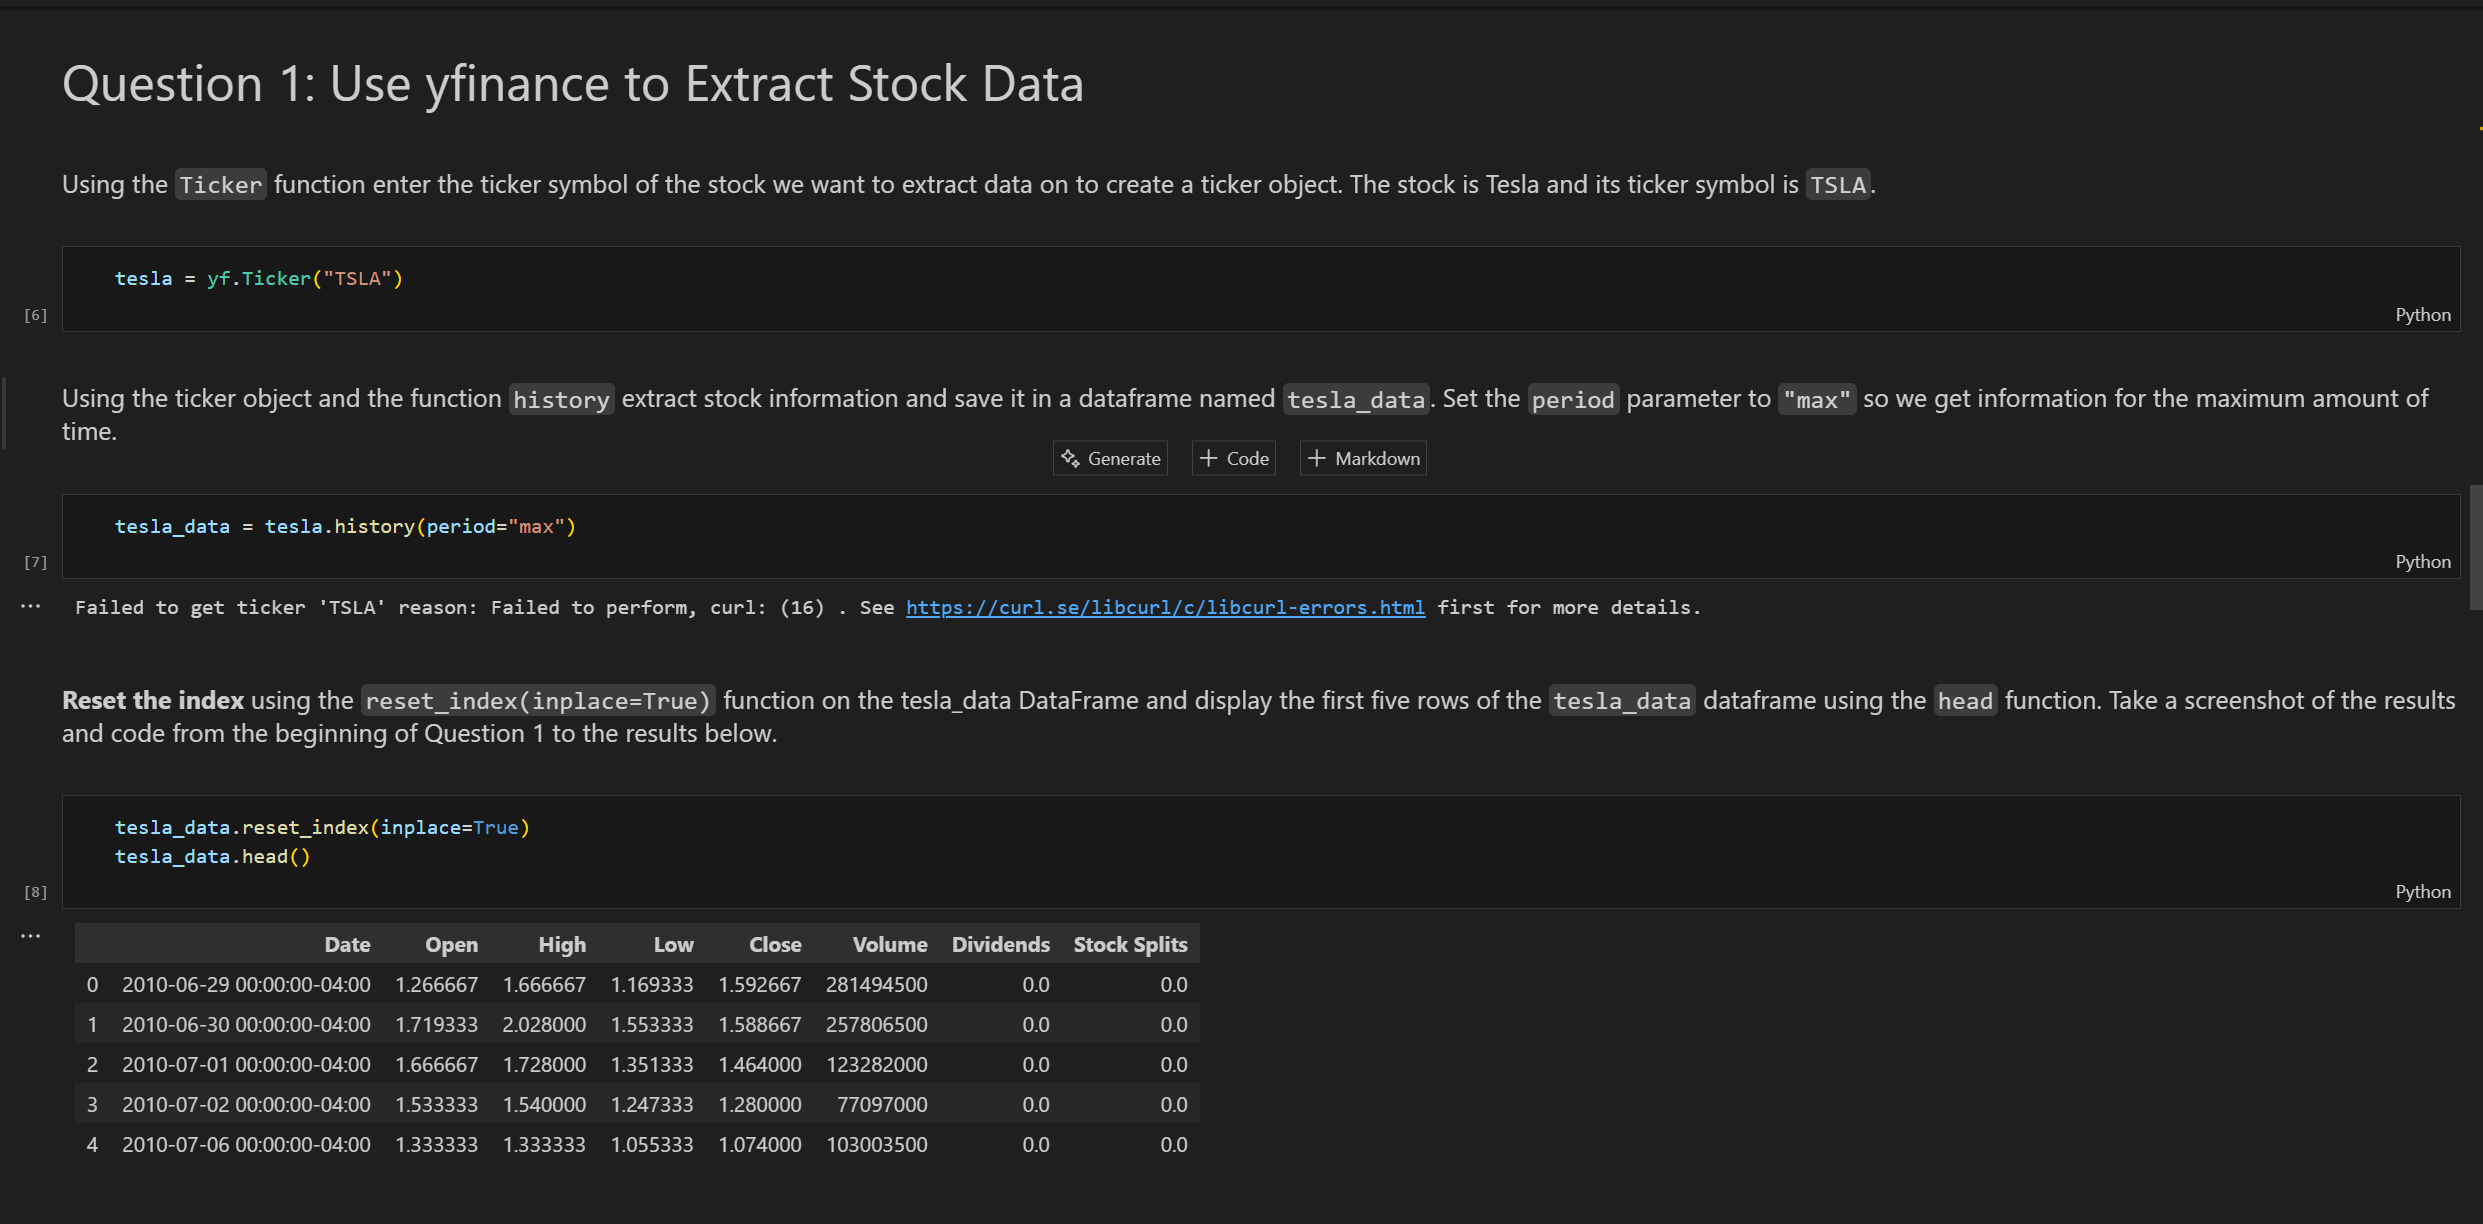 Question 1: Use yfinance to Extract Stock Data
Using the Ticker function enter the ticker symbol of the stock we want to extract data on to create a ticker object. The stock is Tesla and its ticker symbol is TSLA.
tesla = yf.Ticker("TSLA")
[6]
Python
Using the ticker object and the function history extract stock information and save it in a dataframe named tesla_data. Set the period parameter to "max" so we get information for the maximum amount of
time.
Generate + Code + Markdown
tesla_data = tesla.history(period="max")
[7]
Python
... Failed to get ticker 'TSLA' reason: Failed to perform, curl: (16) . See https://curl.se/libcurl/c/libcurl-errors.html first for more details.
Reset the index using the reset_index(inplace=True) function on the tesla_data DataFrame and display the first five rows of the tesla_data dataframe using the head function. Take a screenshot of the results
and code from the beginning of Question 1 to the results below.
tesla_data.reset_index(inplace=True)
tesla_data.head()
[8]
Python
...
Date Open High Low Close Volume Dividends Stock Splits
0 2010-06-29 00:00:00-04:00 1.266667 1.666667 1.169333 1.592667 281494500 0.0 0.0
1 2010-06-30 00:00:00-04:00 1.719333 2.028000 1.553333 1.588667 257806500 0.0 0.0
2 2010-07-01 00:00:00-04:00 1.666667 1.728000 1.351333 1.464000 123282000 0.0 0.0
3 2010-07-02 00:00:00-04:00 1.533333 1.540000 1.247333 1.280000 77097000 0.0 0.0
4 2010-07-06 00:00:00-04:00 1.333333 1.333333 1.055333 1.074000 103003500 0.0 0.0